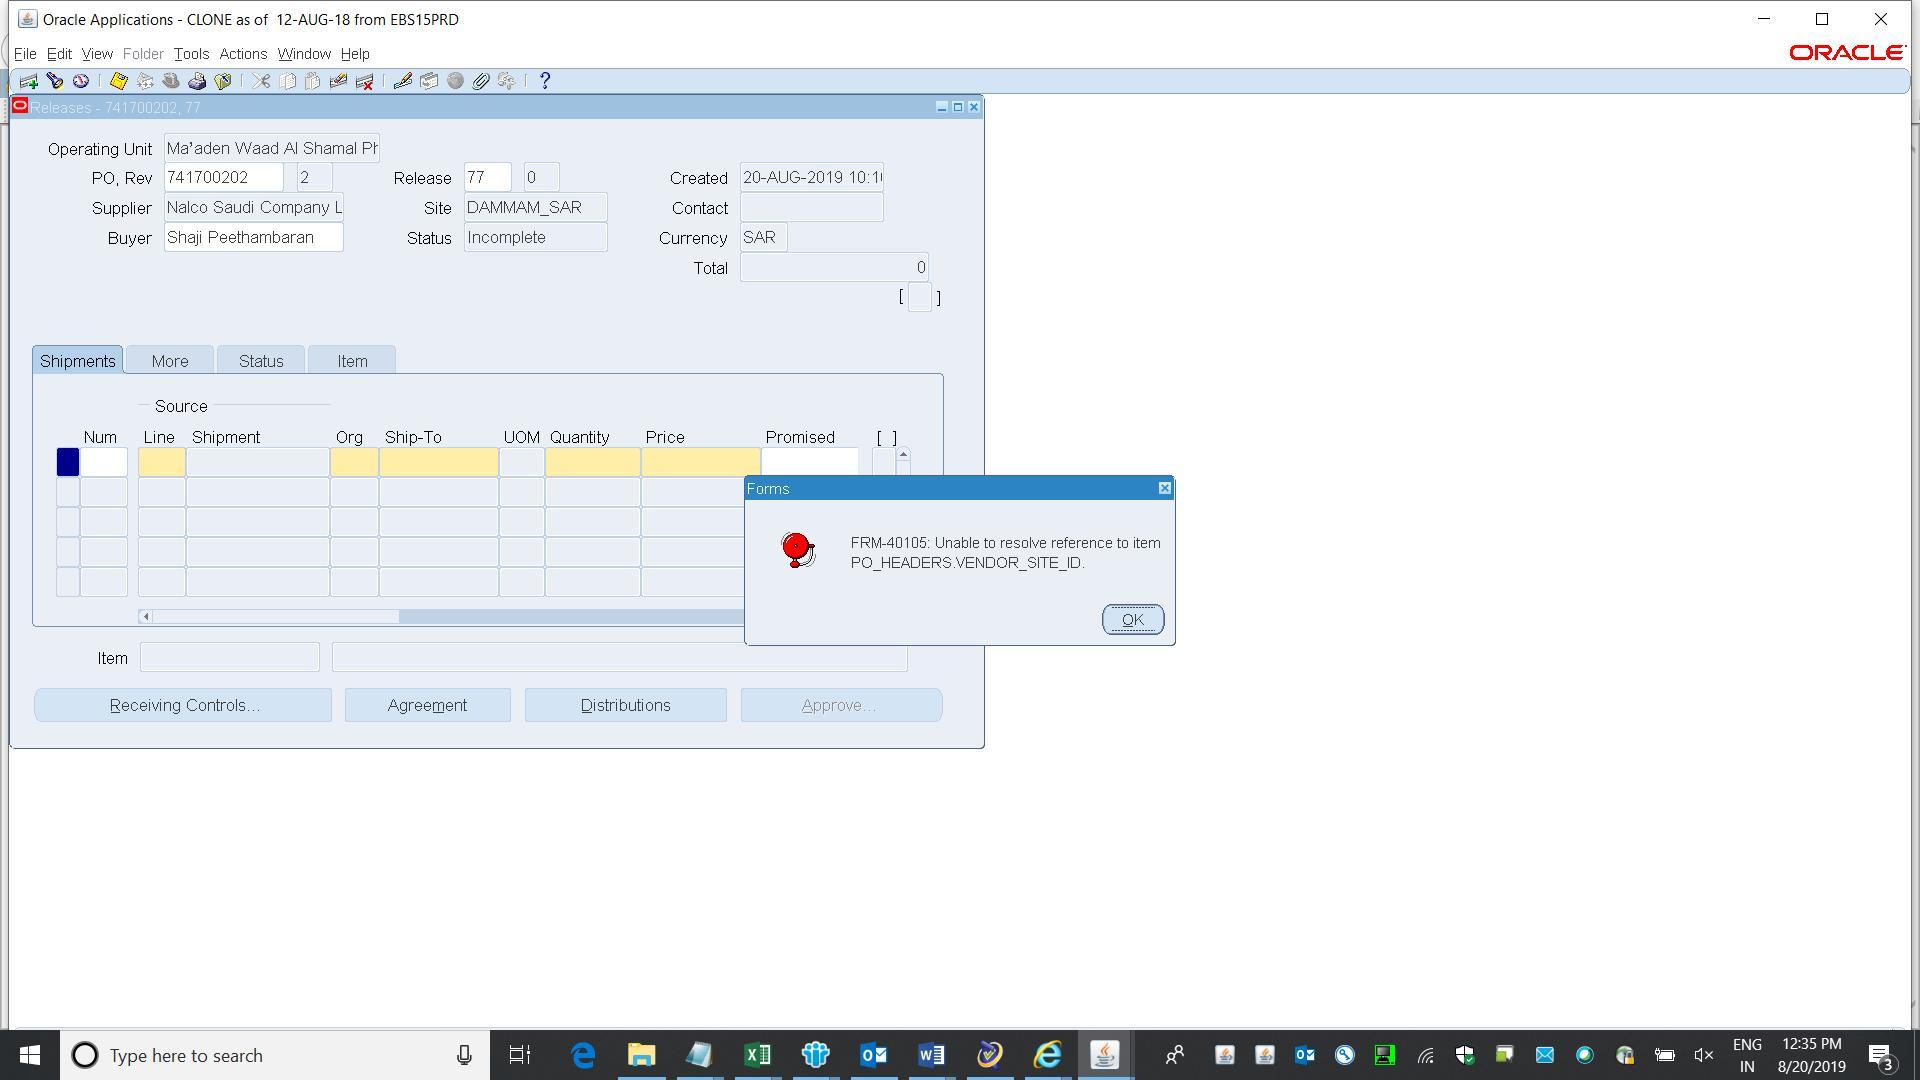 Oracle Applications - CLONE as of 12-AUG-18 from EBS15PRD
File Edit View Folder Tools Actions Window Help
ORACLE
Releases - 741700202, 77
Operating Unit Ma'aden Waad Al Shamal Ph
PO, Rev 741700202 2 Release 77 0 Created 20-AUG-2019 10:1
Supplier Nalco Saudi Company L Site DAMMAM_SAR Contact
Buyer Shaji Peethambaran Status Incomplete Currency SAR
Total 0
[ ]
Shipments More Status Item
Source
Num Line Shipment Org Ship-To UOM Quantity Price Promised [ ]
Forms
FRM-40105: Unable to resolve reference to item
PO_HEADERS.VENDOR_SITE_ID.
OK
Item
Receiving Controls... Agreement Distributions Approve...
Type here to search
ENG
IN
12:35 PM
8/20/2019
3